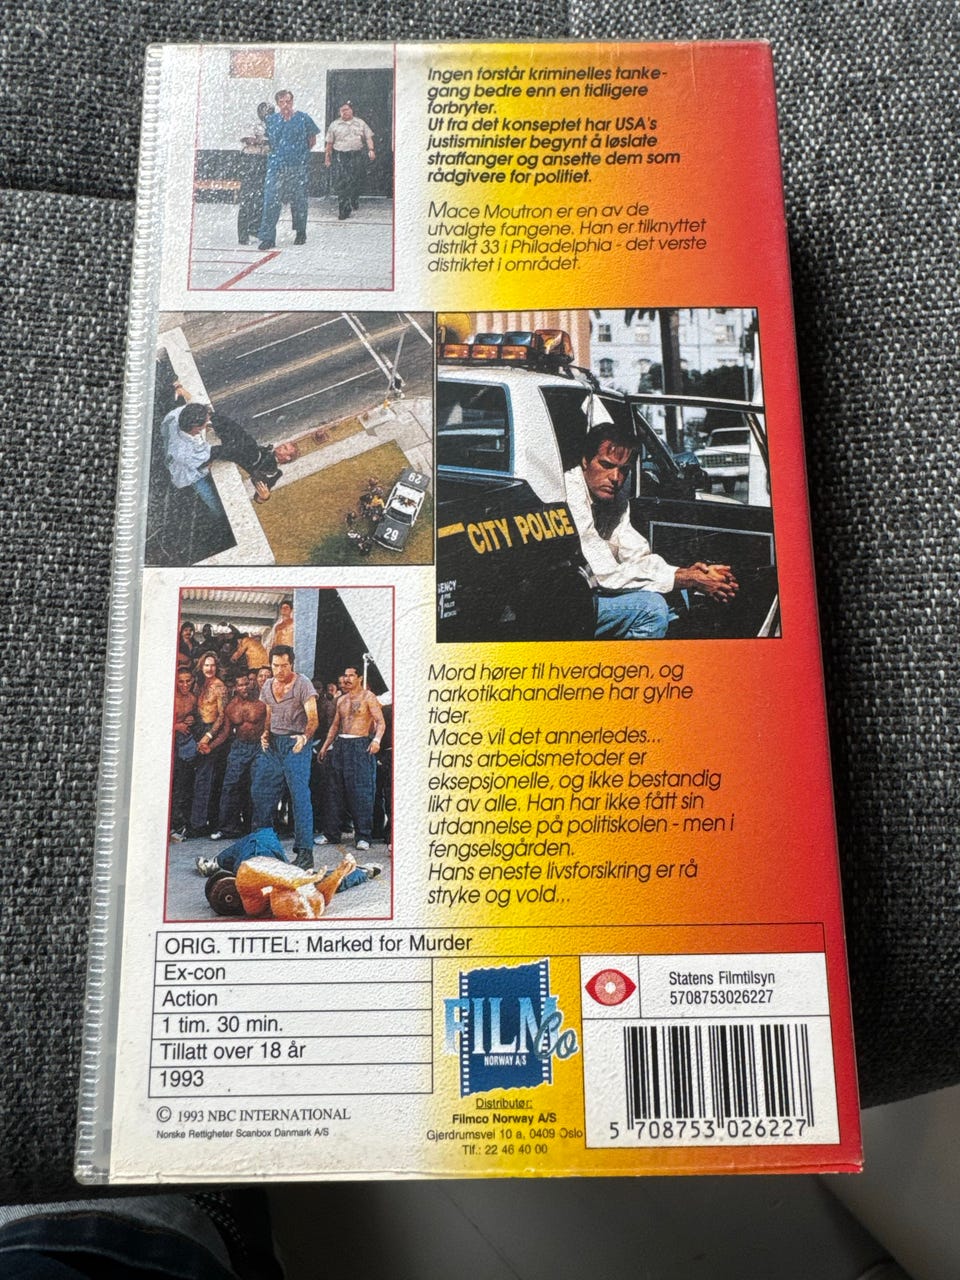 Ingen forstår kriminelles tanke-
gang bedre enn en tidligere
forbryter.
Ut fra det konseptet har USA's
justisminister begynt å løslate
straffanger og ansette dem som
rådgivere for politiet.
Mace Moutron er en av de
utvalgte fangene. Han er tilknyttet
distrikt 33 i Philadelphia - det verste
distriktet i området.
29
29
CITY POLICE
Mord hører til hverdagen, og
narkotikahandlerne har gylne
tider.
Mace vil det annerledes...
Hans arbeidsmetoder er
eksepsjonelle, og ikke bestandig
likt av alle. Han har ikke fått sin
utdannelse på politiskolen - men i
fengselsgården.
Hans eneste livsforsikring er rå
stryke og vold...
ORIG. TITTEL: Marked for Murder
Ex-con
Action
1 tim. 30 min.
Tillatt over 18 år
1993
© 1993 NBC INTERNATIONAL
Norske Rettigheter Scanbox Danmark A/S
FILM
Co
NORWAY A/S
Distributør:
Filmco Norway A/S
Gjerdrumsvei 10 a, 0409 Oslo
Tlf.: 22 46 40 00
Statens Filmtilsyn
5708753026227
5 708753 026227